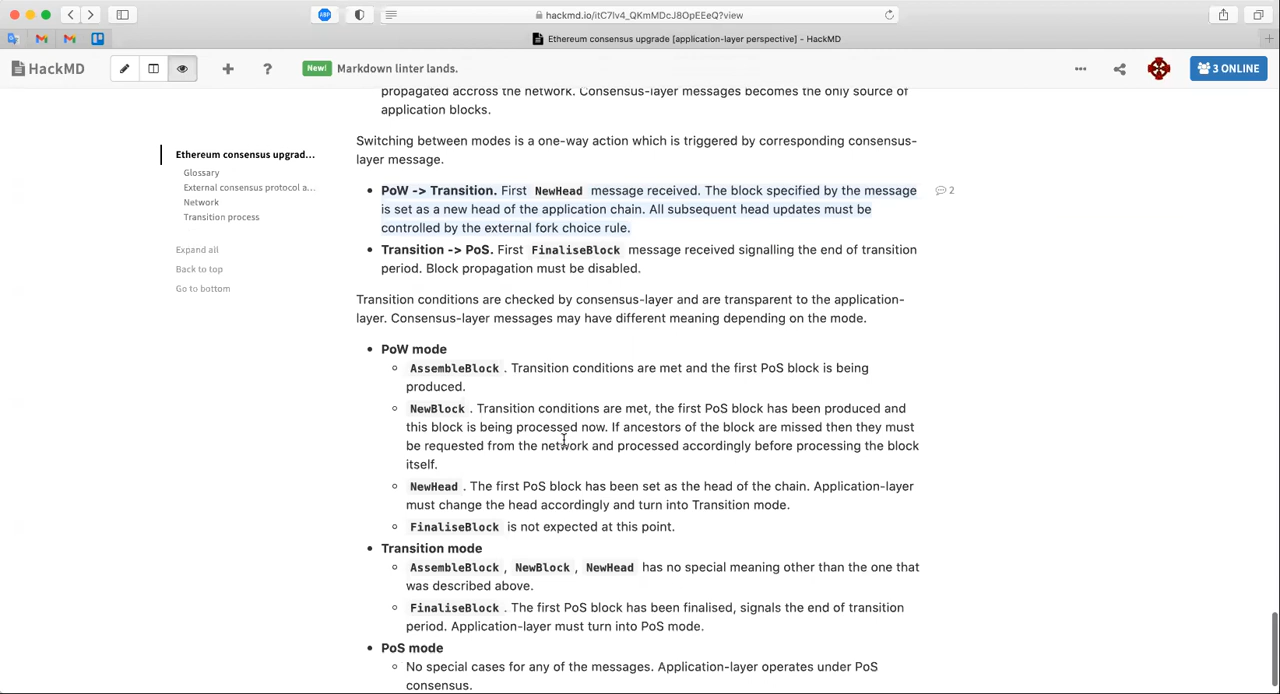 hackmd.io/itC7lv4_QKmMDcJ8OpEEeQ?view
Ethereum consensus upgrade [application-layer perspective] - HackMD
HackMD
New! Markdown linter lands.
3 ONLINE
Ethereum consensus upgrad...
Glossary
External consensus protocol a...
Network
Transition process
Expand all
Back to top
Go to bottom
propagated accross the network. Consensus-layer messages becomes the only source of
application blocks.
Switching between modes is a one-way action which is triggered by corresponding consensus-
layer message.
PoW -> Transition. First NewHead message received. The block specified by the message
is set as a new head of the application chain. All subsequent head updates must be
controlled by the external fork choice rule.
2
Transition -> PoS. First FinaliseBlock message received signalling the end of transition
period. Block propagation must be disabled.
Transition conditions are checked by consensus-layer and are transparent to the application-
layer. Consensus-layer messages may have different meaning depending on the mode.
PoW mode
AssembleBlock . Transition conditions are met and the first PoS block is being
produced.
NewBlock . Transition conditions are met, the first PoS block has been produced and
this block is being processed now. If ancestors of the block are missed then they must
be requested from the network and processed accordingly before processing the block
itself.
NewHead . The first PoS block has been set as the head of the chain. Application-layer
must change the head accordingly and turn into Transition mode.
FinaliseBlock is not expected at this point.
Transition mode
AssembleBlock , NewBlock , NewHead has no special meaning other than the one that
was described above.
FinaliseBlock . The first PoS block has been finalised, signals the end of transition
period. Application-layer must turn into PoS mode.
PoS mode
No special cases for any of the messages. Application-layer operates under PoS
consensus.